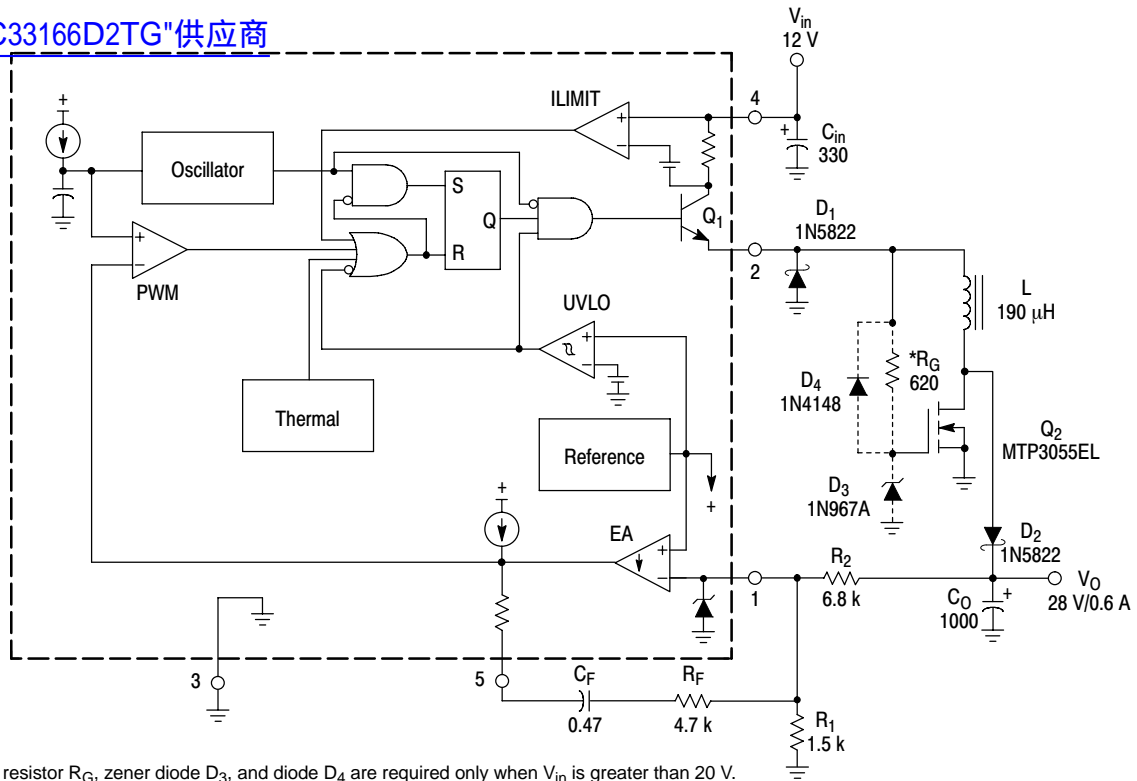 C33166D2TG"供应商
Vin
12 V
ILIMIT
4
+
−
+
Cin
330
+
Oscillator
S
Q
R
Q1
D1
1N5822
2
+
−
PWM
L
190 µH
UVLO
+
−
*RG
620
D4
1N4148
Thermal
Reference
Q2
MTP3055EL
D3
1N967A
+
+
EA
+
−
D2
1N5822
1
R2
6.8 k
VO
28 V/0.6 A
CO
1000
+
3
5
CF
0.47
RF
4.7 k
R1
1.5 k
resistor RG, zener diode D3, and diode D4 are required only when Vin is greater than 20 V.